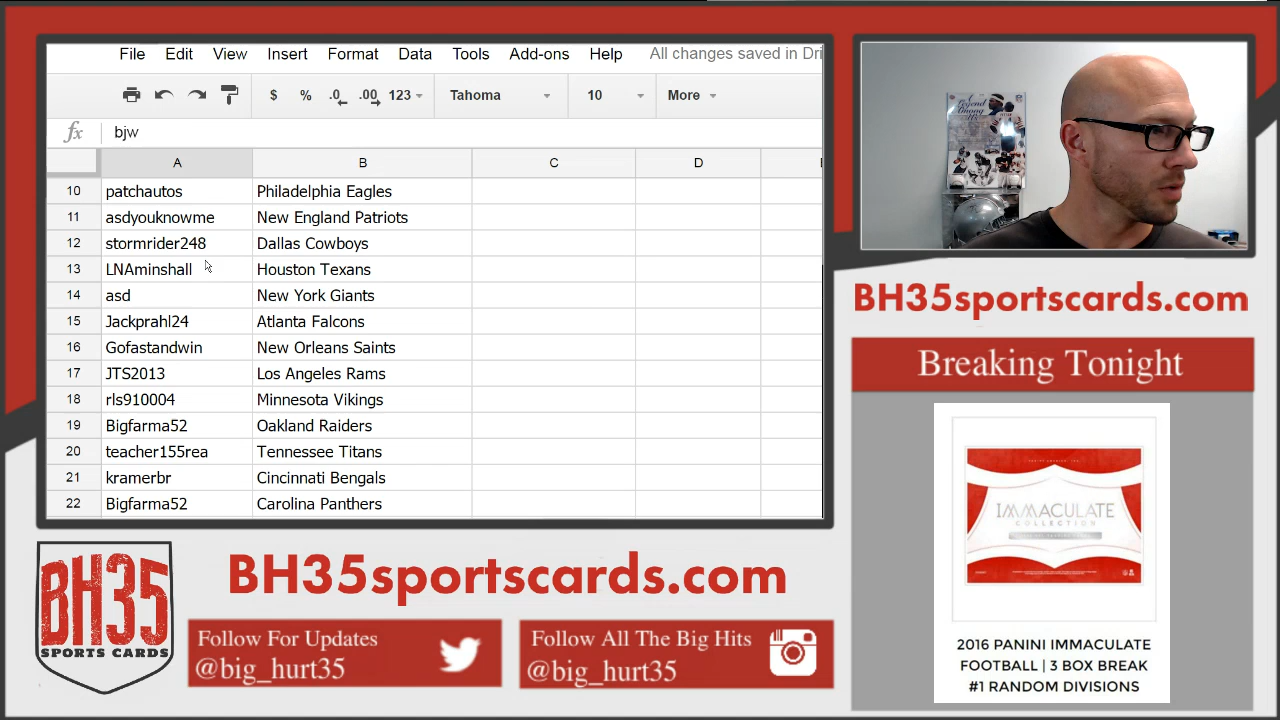 File Edit View Insert Format Data Tools Add-ons Help All changes saved in Dri
$ % .0 .00 123 Tahoma 10 More
fx bjw
A B C D
10 patchautos Philadelphia Eagles
11 asdyouknowme New England Patriots
12 stormrider248 Dallas Cowboys
13 LNAminshall Houston Texans
14 asd New York Giants
15 Jackprahl24 Atlanta Falcons
16 Gofastandwin New Orleans Saints
17 JTS2013 Los Angeles Rams
18 rls910004 Minnesota Vikings
19 Bigfarma52 Oakland Raiders
20 teacher155rea Tennessee Titans
21 kramerbr Cincinnati Bengals
22 Bigfarma52 Carolina Panthers
BH35sportscards.com
Breaking Tonight
IMMACULATE
COLLECTION
2016 PANINI IMMACULATE
FOOTBALL | 3 BOX BREAK
#1 RANDOM DIVISIONS
BH35
SPORTS CARDS
BH35sportscards.com
Follow For Updates
@big_hurt35
Follow All The Big Hits
@big_hurt35